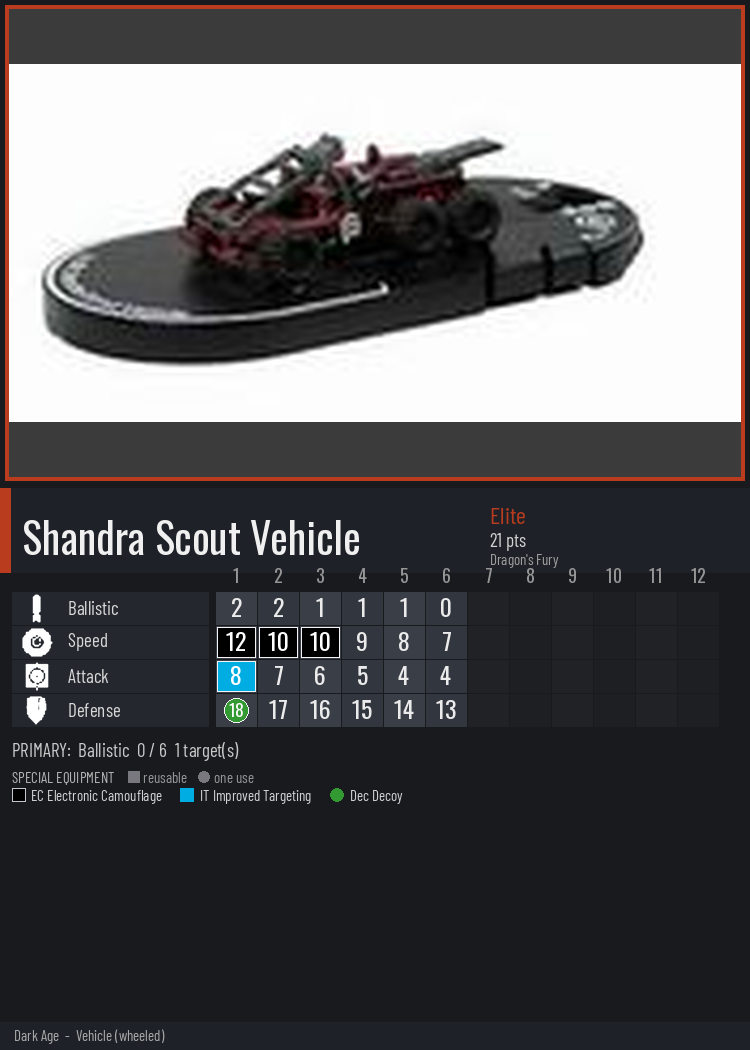 Shandra Scout Vehicle
Elite
21 pts
Dragon's Fury
1 2 3 4 5 6 7 8 9 10 11 12
Ballistic 2 2 1 1 1 0
Speed 12 10 10 9 8 7
Attack 8 7 6 5 4 4
Defense 18 17 16 15 14 13
PRIMARY: Ballistic 0 / 6 1 target(s)
SPECIAL EQUIPMENT reusable one use
EC Electronic Camouflage IT Improved Targeting Dec Decoy
Dark Age - Vehicle (wheeled)